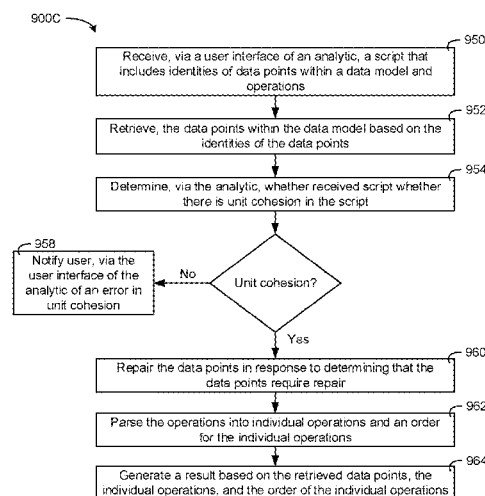 900C
950
Receive, via a user interface of an analytic, a script that
includes identities of data points within a data model and
operations
952
Retrieve, the data points within the data model based on the
identities of the data points
954
Determine, via the analytic, whether received script whether
there is unit cohesion in the script
958
Notify user, via the
user interface of the
analytic of an error in
unit cohesion
No
Unit cohesion?
Yes
960
Repair the data points in response to determining that the
data points require repair
962
Parse the operations into individual operations and an order
for the individual operations
964
Generate a result based on the retrieved data points, the
individual operations, and the order of the individual operations